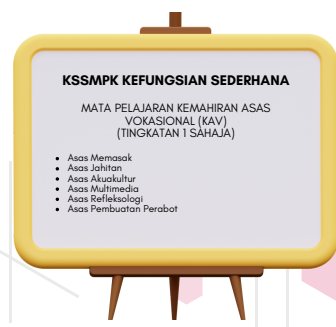 KSSMPK KEFUNGSIAN SEDERHANA
MATA PELAJARAN KEMAHIRAN ASAS
VOKASIONAL (KAV)
(TINGKATAN 1 SAHAJA)
Asas Memasak
Asas Jahitan
Asas Akuakultur
Asas Multimedia
Asas Refleksologi
Asas Pembuatan Perabot